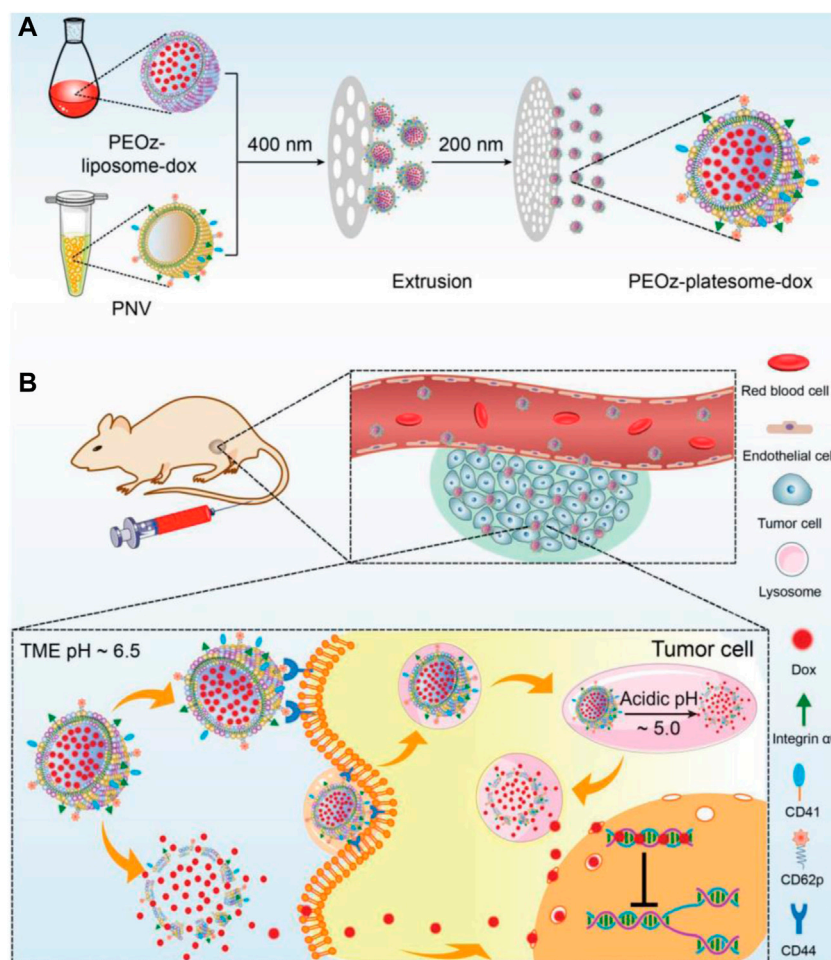 A
PEOz-
liposome-dox
PNV
400 nm
200 nm
Extrusion
PEOz-platesome-dox
B
Red blood cell
Endothelial cel
Tumor cell
Lysosome
TME pH ~ 6.5
Tumor cell
Acidic pH
~ 5.0
Dox
Integrin α
CD41
CD62p
CD44